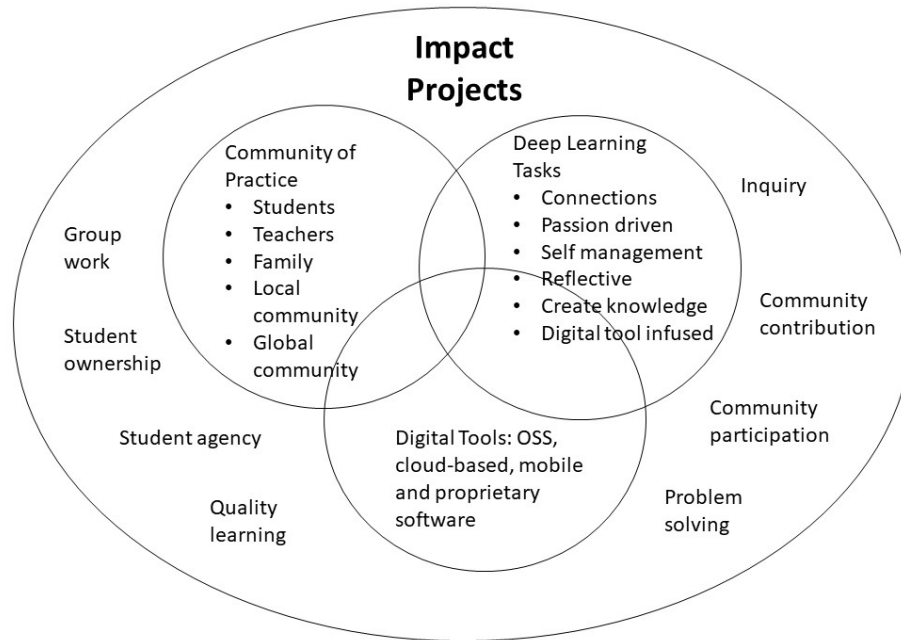 Impact
Projects
Community of
Practice
• Students
• Teachers
• Family
• Local
community
• Global
community
Deep Learning
Tasks
• Connections
• Passion driven
• Self management
• Reflective
• Create knowledge
• Digital tool infused
Digital Tools: OSS,
cloud-based, mobile
and proprietary
software
Group
work
Student
ownership
Student agency
Quality
learning
Inquiry
Community
contribution
Community
participation
Problem
solving